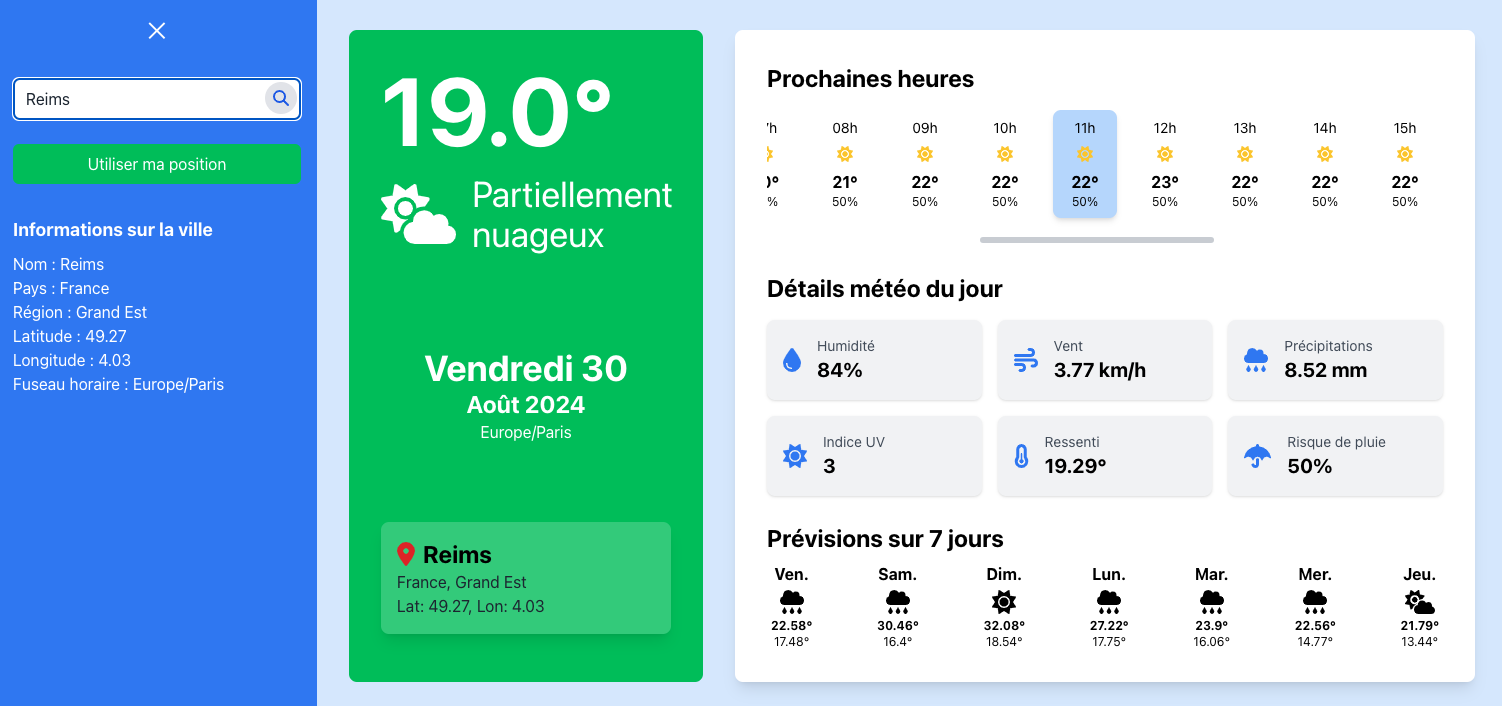 Reims
Utiliser ma position
Informations sur la ville
Nom : Reims
Pays : France
Région : Grand Est
Latitude : 49.27
Longitude : 4.03
Fuseau horaire : Europe/Paris
19.0°
Partiellement
nuageux
Vendredi 30
Août 2024
Europe/Paris
Reims
France, Grand Est
Lat: 49.27, Lon: 4.03
Prochaines heures
08h 09h 10h 11h 12h 13h 14h 15h
21° 22° 22° 22° 23° 22° 22° 22°
% 50% 50% 50% 50% 50% 50% 50% 50%
Détails météo du jour
Humidité
84%
Vent
3.77 km/h
Précipitations
8.52 mm
Indice UV
3
Ressenti
19.29°
Risque de pluie
50%
Prévisions sur 7 jours
Ven. Sam. Dim. Lun. Mar. Mer. Jeu.
22.58° 30.46° 32.08° 27.22° 23.9° 22.56° 21.79°
17.48° 16.4° 18.54° 17.75° 16.06° 14.77° 13.44°